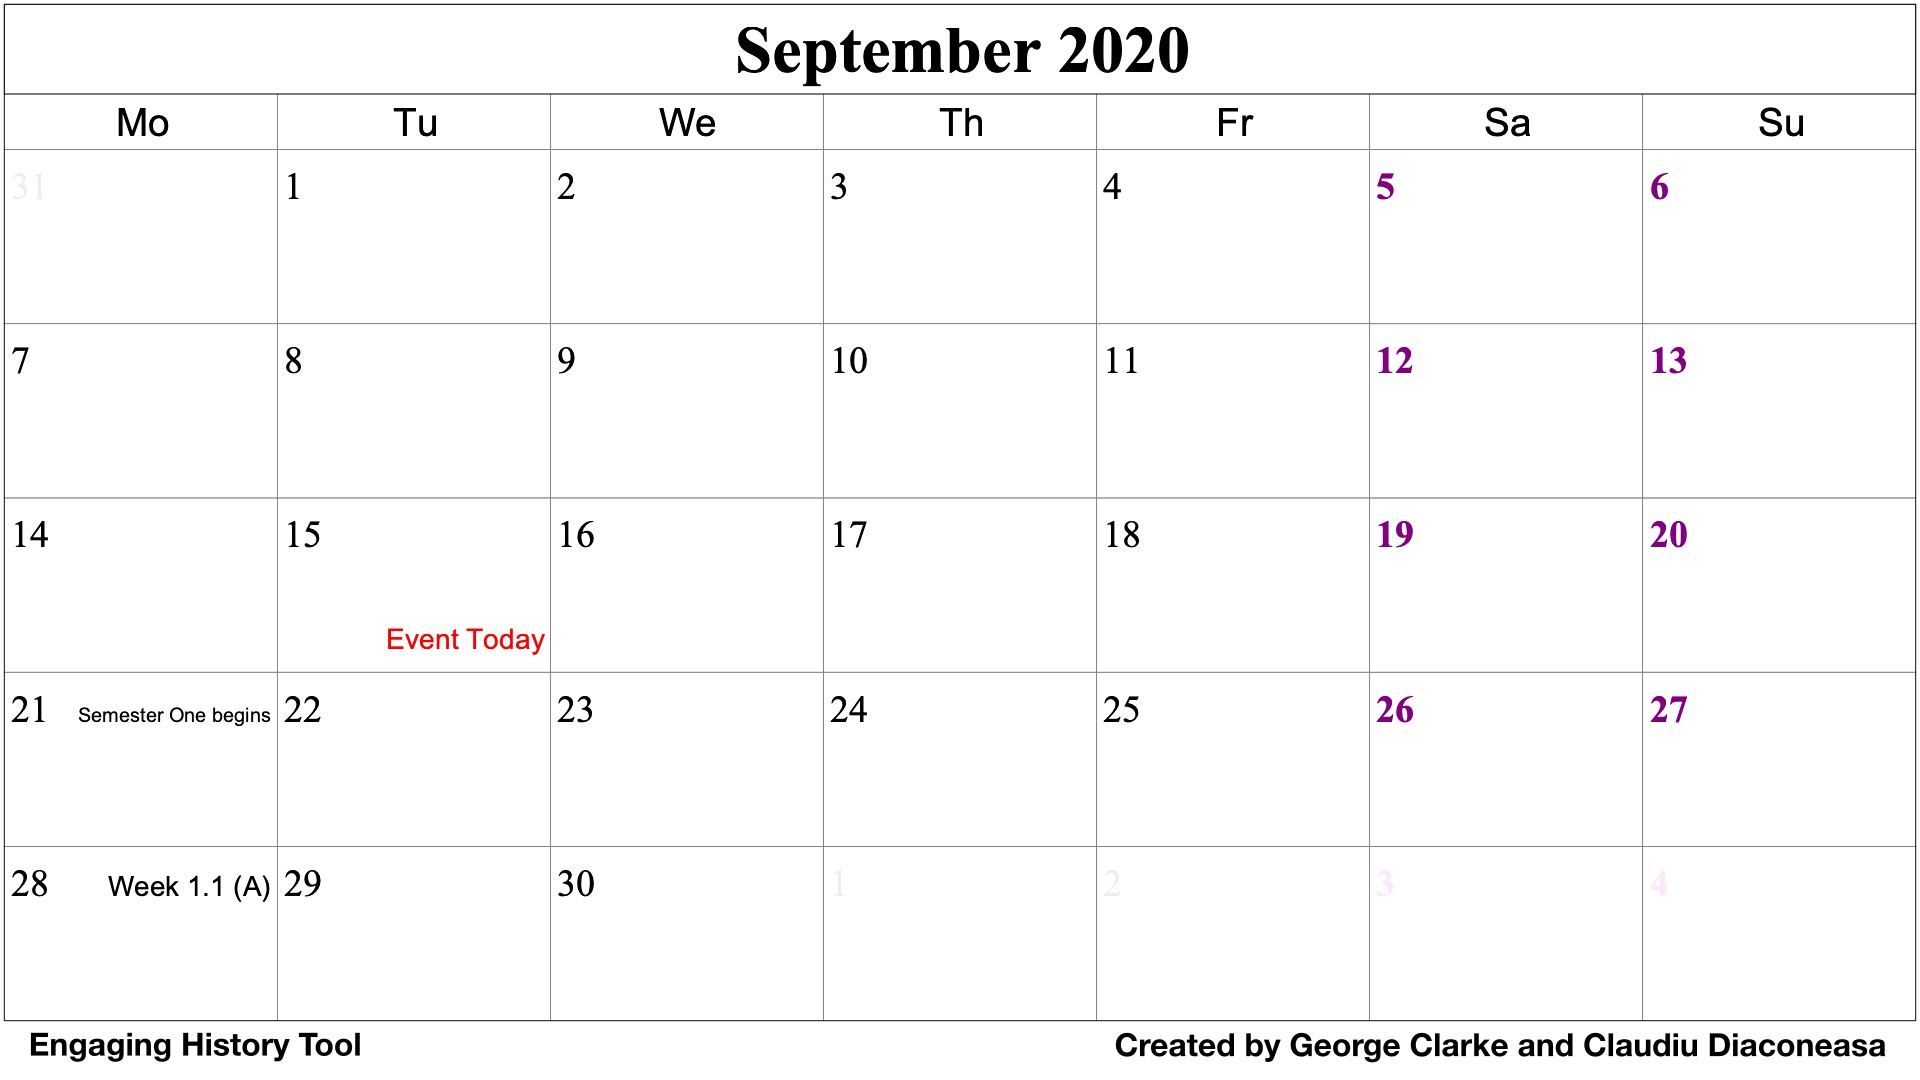 September 2020
Mo Tu We Th Fr Sa Su
31 1 2 3 4 5 6
7 8 9 10 11 12 13
14 15 16 17 18 19 20
Event Today
21 Semester One begins 22 23 24 25 26 27
28 Week 1.1 (A) 29 30 1 2 3 4
Engaging History Tool Created by George Clarke and Claudiu Diaconeasa